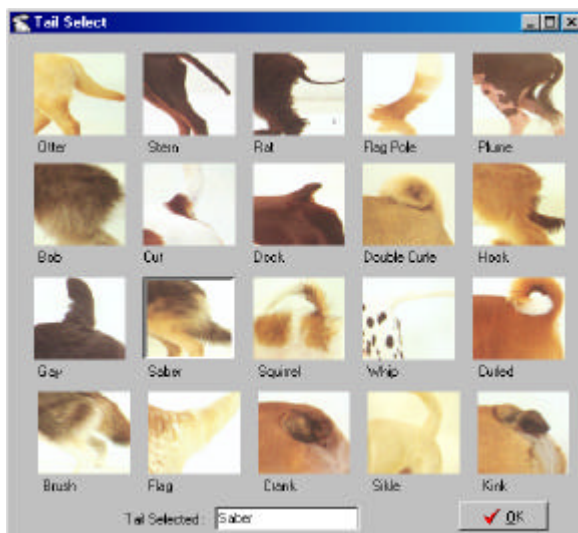 Tail Select
Otter Stern Rat Flag Pole Plume
Bob Cut Dock Double Curle Hook
Gay Saber Squirrel Whip Curled
Brush Flag Crank Sikle Kink
Tail Selected : Saber OK